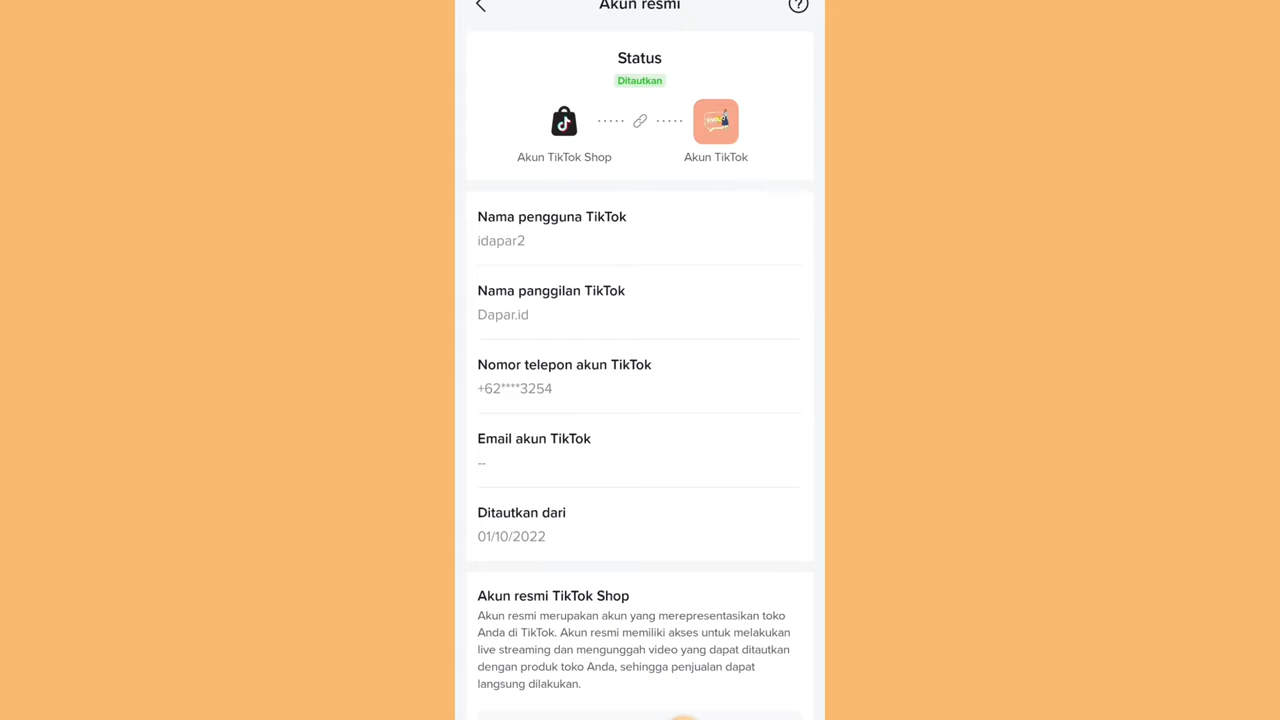 Akun resmi
Status
Ditautkan
Akun TikTok Shop
Akun TikTok
Nama pengguna TikTok
idapar2
Nama panggilan TikTok
Dapar.id
Nomor telepon akun TikTok
+62****3254
Email akun TikTok
--
Ditautkan dari
01/10/2022
Akun resmi TikTok Shop
Akun resmi merupakan akun yang merepresentasikan toko
Anda di TikTok. Akun resmi memiliki akses untuk melakukan
live streaming dan mengunggah video yang dapat ditautkan
dengan produk toko Anda, sehingga penjualan dapat
langsung dilakukan.